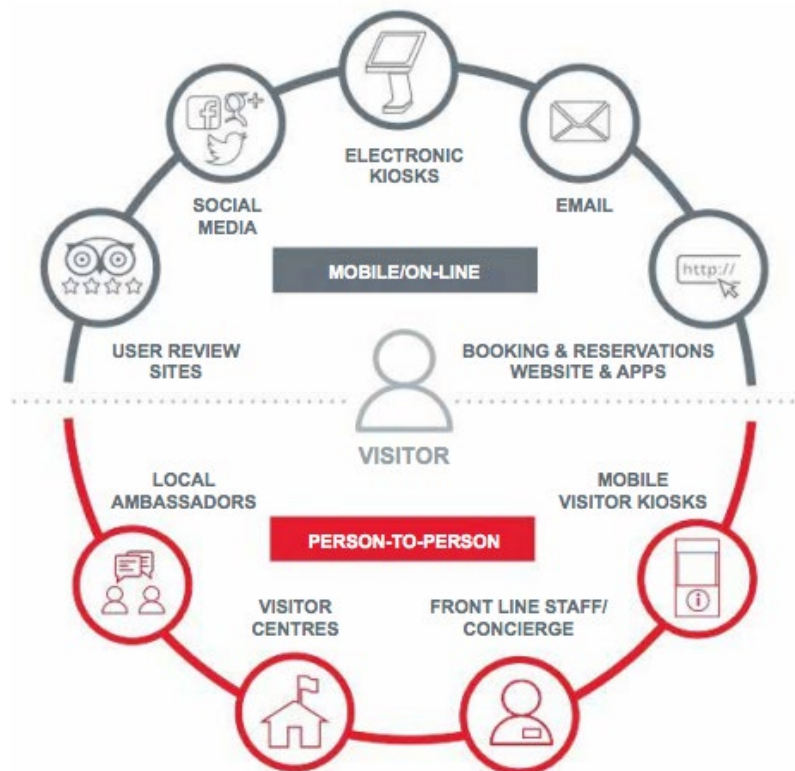 ELECTRONIC
KIOSKS
SOCIAL
MEDIA
EMAIL
http://
MOBILE/ON-LINE
USER REVIEW
SITES
BOOKING & RESERVATIONS
WEBSITE & APPS
VISITOR
LOCAL
AMBASSADORS
MOBILE
VISITOR KIOSKS
PERSON-TO-PERSON
VISITOR
CENTRES
FRONT LINE STAFF/
CONCIERGE